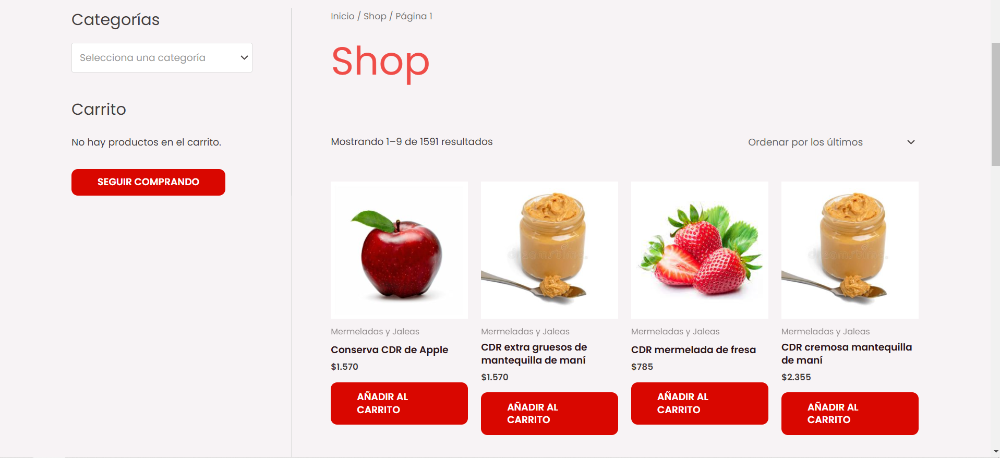 Categorías
Selecciona una categoría
Carrito
No hay productos en el carrito.
SEGUIR COMPRANDO
Inicio / Shop / Página 1
Shop
Mostrando 1–9 de 1591 resultados
Ordenar por los últimos
Mermeladas y Jaleas
Conserva CDR de Apple
$1.570
AÑADIR AL
CARRITO
dreamstime.
Mermeladas y Jaleas
CDR extra gruesos de
mantequilla de maní
$1.570
AÑADIR AL
CARRITO
Mermeladas y Jaleas
CDR mermelada de fresa
$785
AÑADIR AL
CARRITO
dreamstime.
Mermeladas y Jaleas
CDR cremosa mantequilla
de maní
$2.355
AÑADIR AL
CARRITO